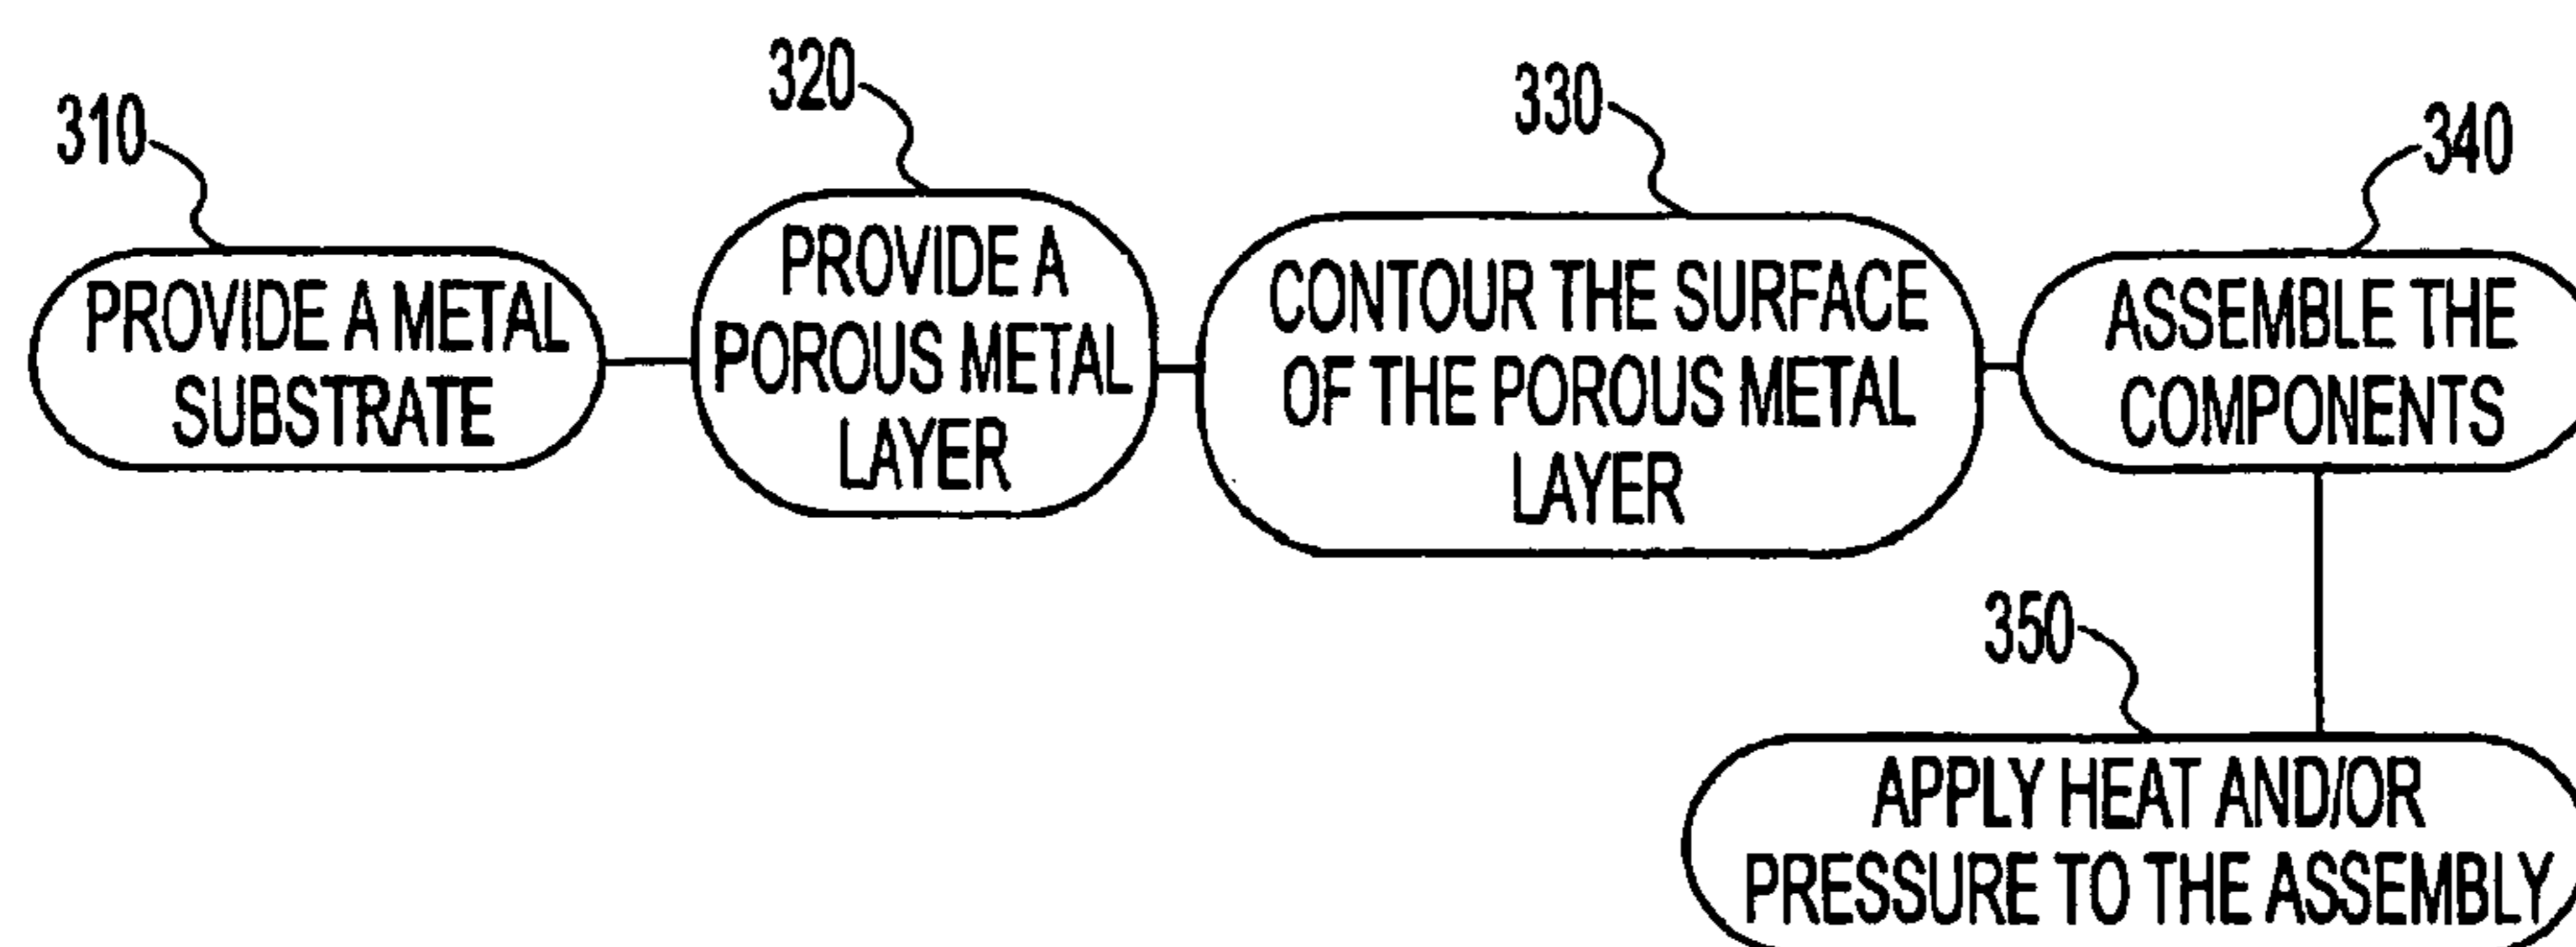 310
PROVIDE A METAL
SUBSTRATE
320
PROVIDE A
POROUS METAL
LAYER
330
CONTOUR THE SURFACE
OF THE POROUS METAL
LAYER
340
ASSEMBLE THE
COMPONENTS
350
APPLY HEAT AND/OR
PRESSURE TO THE ASSEMBLY